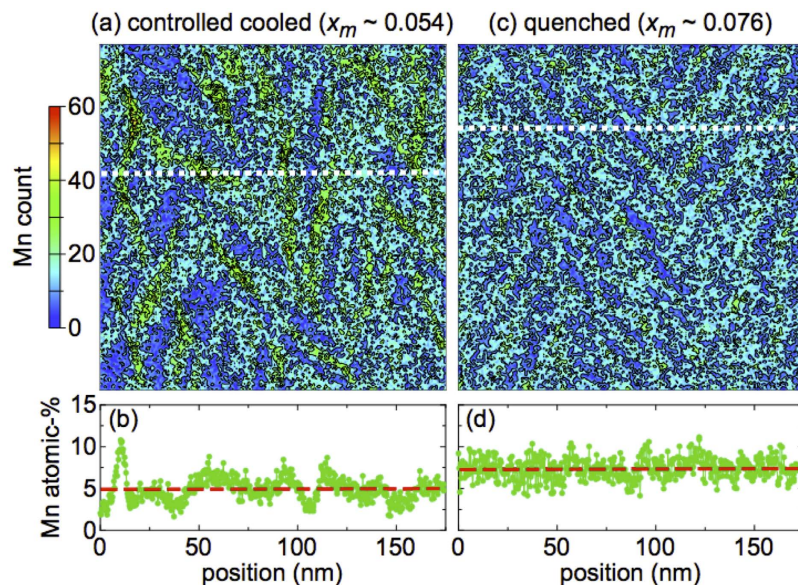 (a) controlled cooled (xm ~ 0.054)
(c) quenched (xm ~ 0.076)
Mn count
60
40
20
0
Mn atomic-%
15
10
5
0
(b)
(d)
0 50 100 150
0 50 100 150
position (nm)
position (nm)